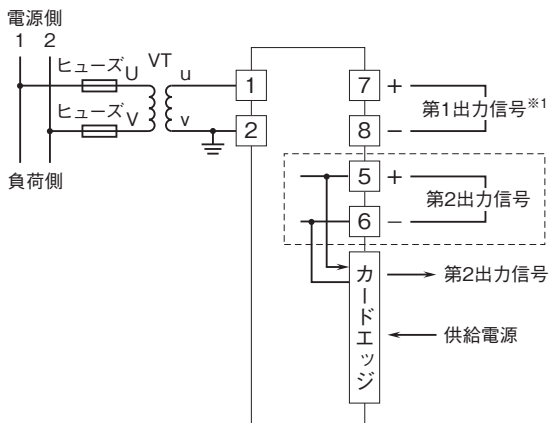 電源側
1 2
ヒューズ U VT u
1
ヒューズ V v
2
負荷側
7 + 第1出力信号※1
8 −
5 + 第2出力信号
6 −
カードエッジ
第2出力信号
供給電源